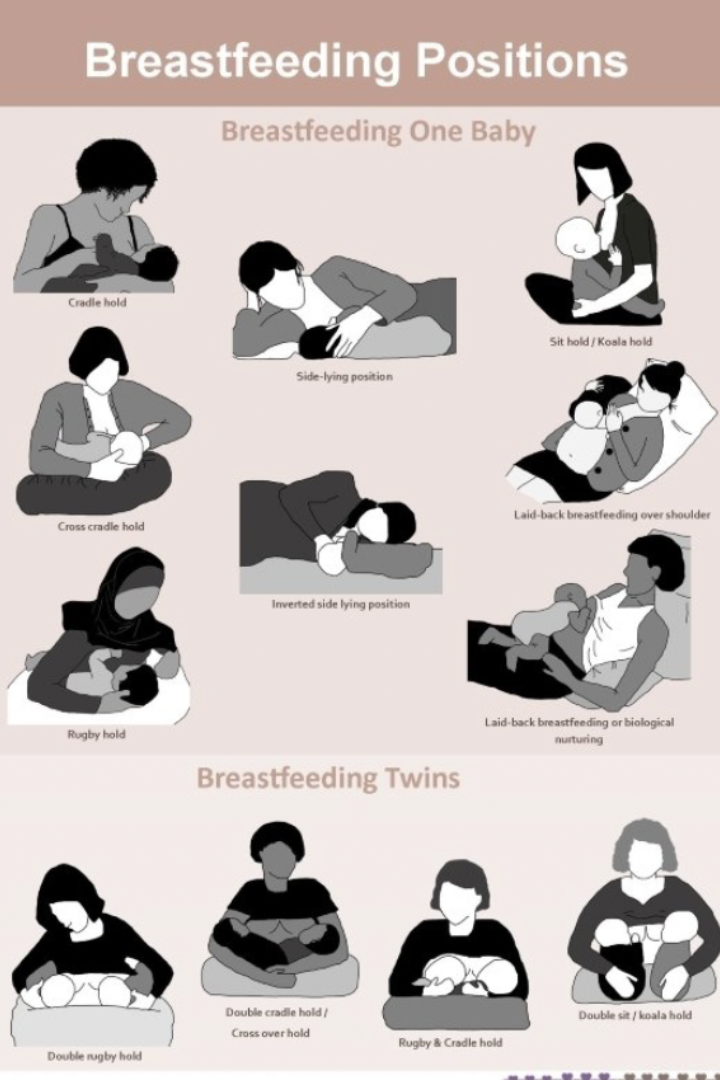 Breastfeeding Positions
Breastfeeding One Baby
Cradle hold
Side-lying position
Sit hold / Koala hold
Cross cradle hold
Laid-back breastfeeding over shoulder
Inverted side lying position
Rugby hold
Laid-back breastfeeding or biological
nurturing
Breastfeeding Twins
Double rugby hold
Double cradle hold /
Cross over hold
Rugby & Cradle hold
Double sit / koala hold